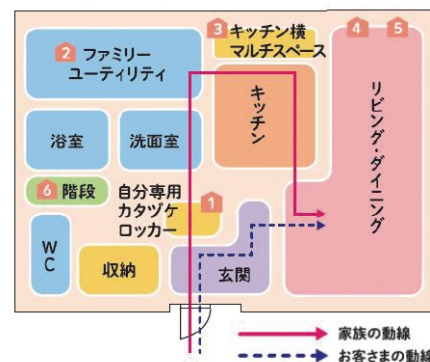 2 ファミリー
ユーティリティ
3 キッチン横
マルチスペース
4 5
リビング・ダイニング
キッチン
浴室
洗面室
6 階段
自分専用
カタヅケ
ロッカー
1
WC
収納
玄関
家族の動線
お客さまの動線